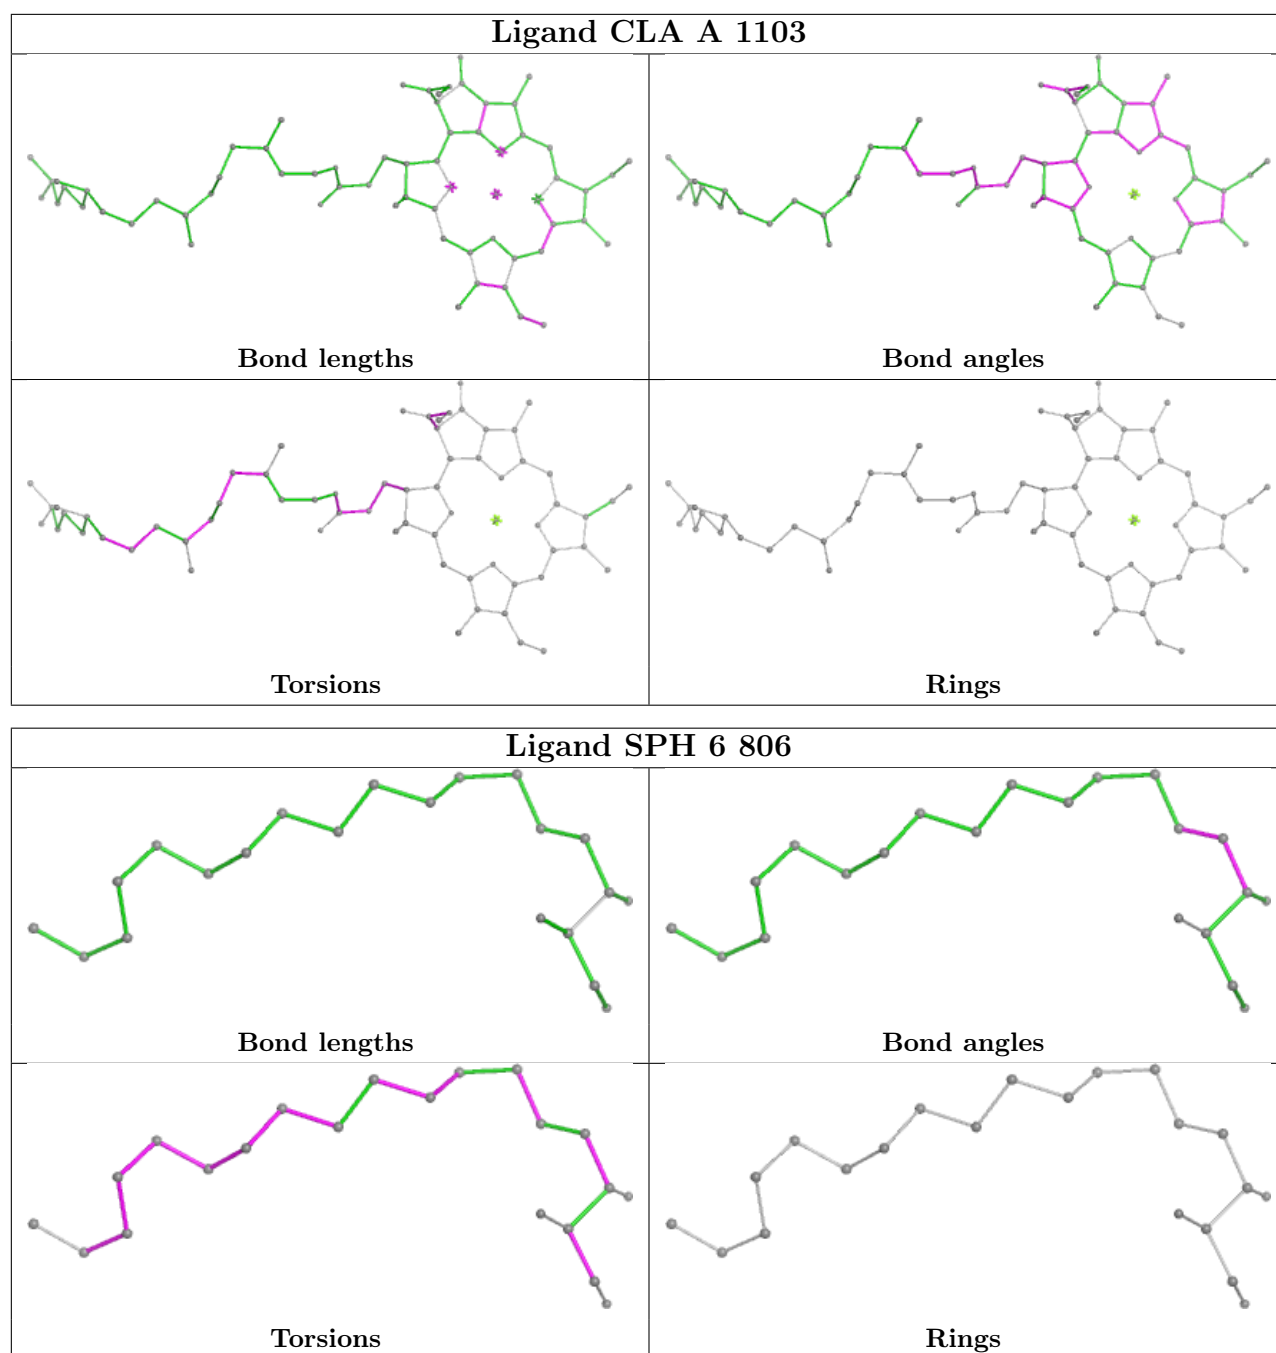 Ligand CLA A 1103
Bond lengths
Bond angles
Torsions
Rings
Ligand SPH 6 806
Bond lengths
Bond angles
Torsions
Rings